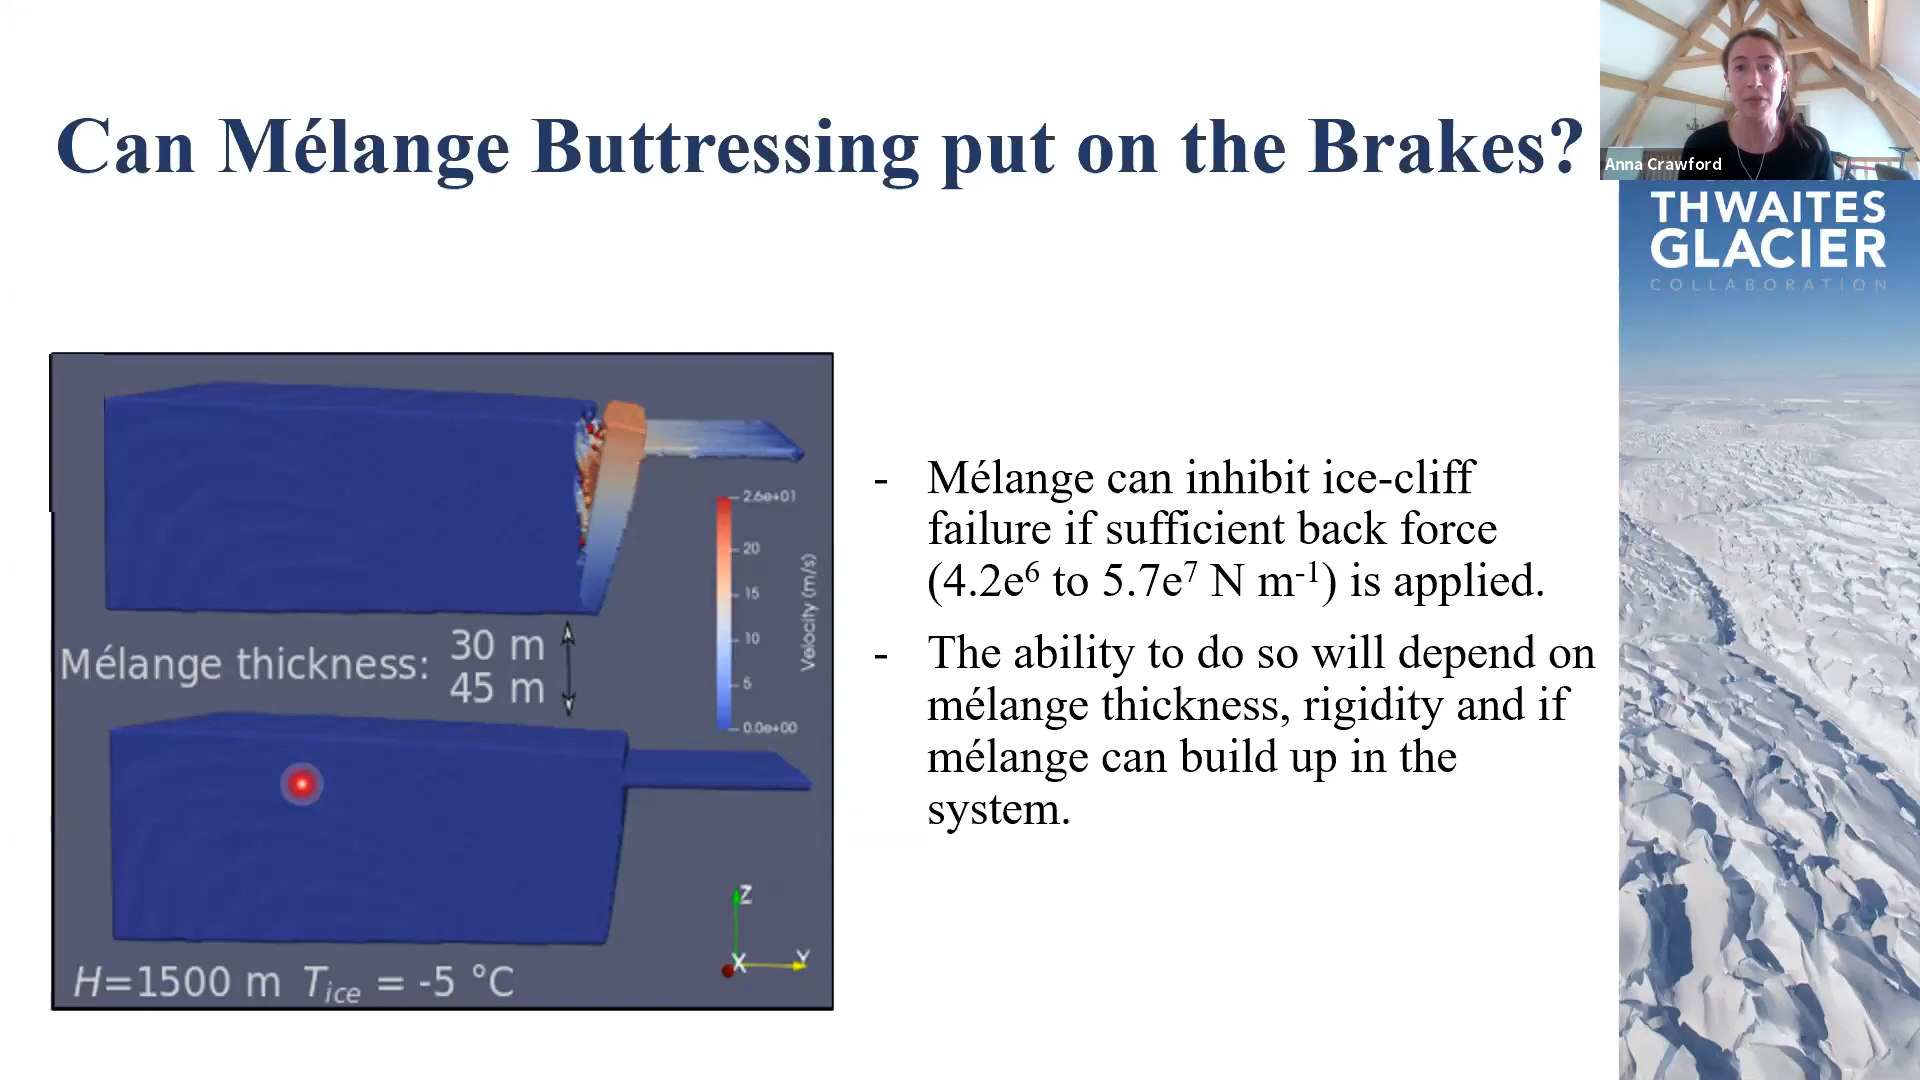 Can Mélange Buttressing put on the Brakes?
Anna Crawford
THWAITES
GLACIER
COLLABORATION
2.6e+01
20
15
10
5
0.0e+00
Velocity (m/s)
Mélange thickness:
30 m
45 m
Z
X
Y
H=1500 m T_ice = -5 °C
- Mélange can inhibit ice-cliff
failure if sufficient back force
(4.2e⁶ to 5.7e⁷ N m⁻¹) is applied.
- The ability to do so will depend on
mélange thickness, rigidity and if
mélange can build up in the
system.